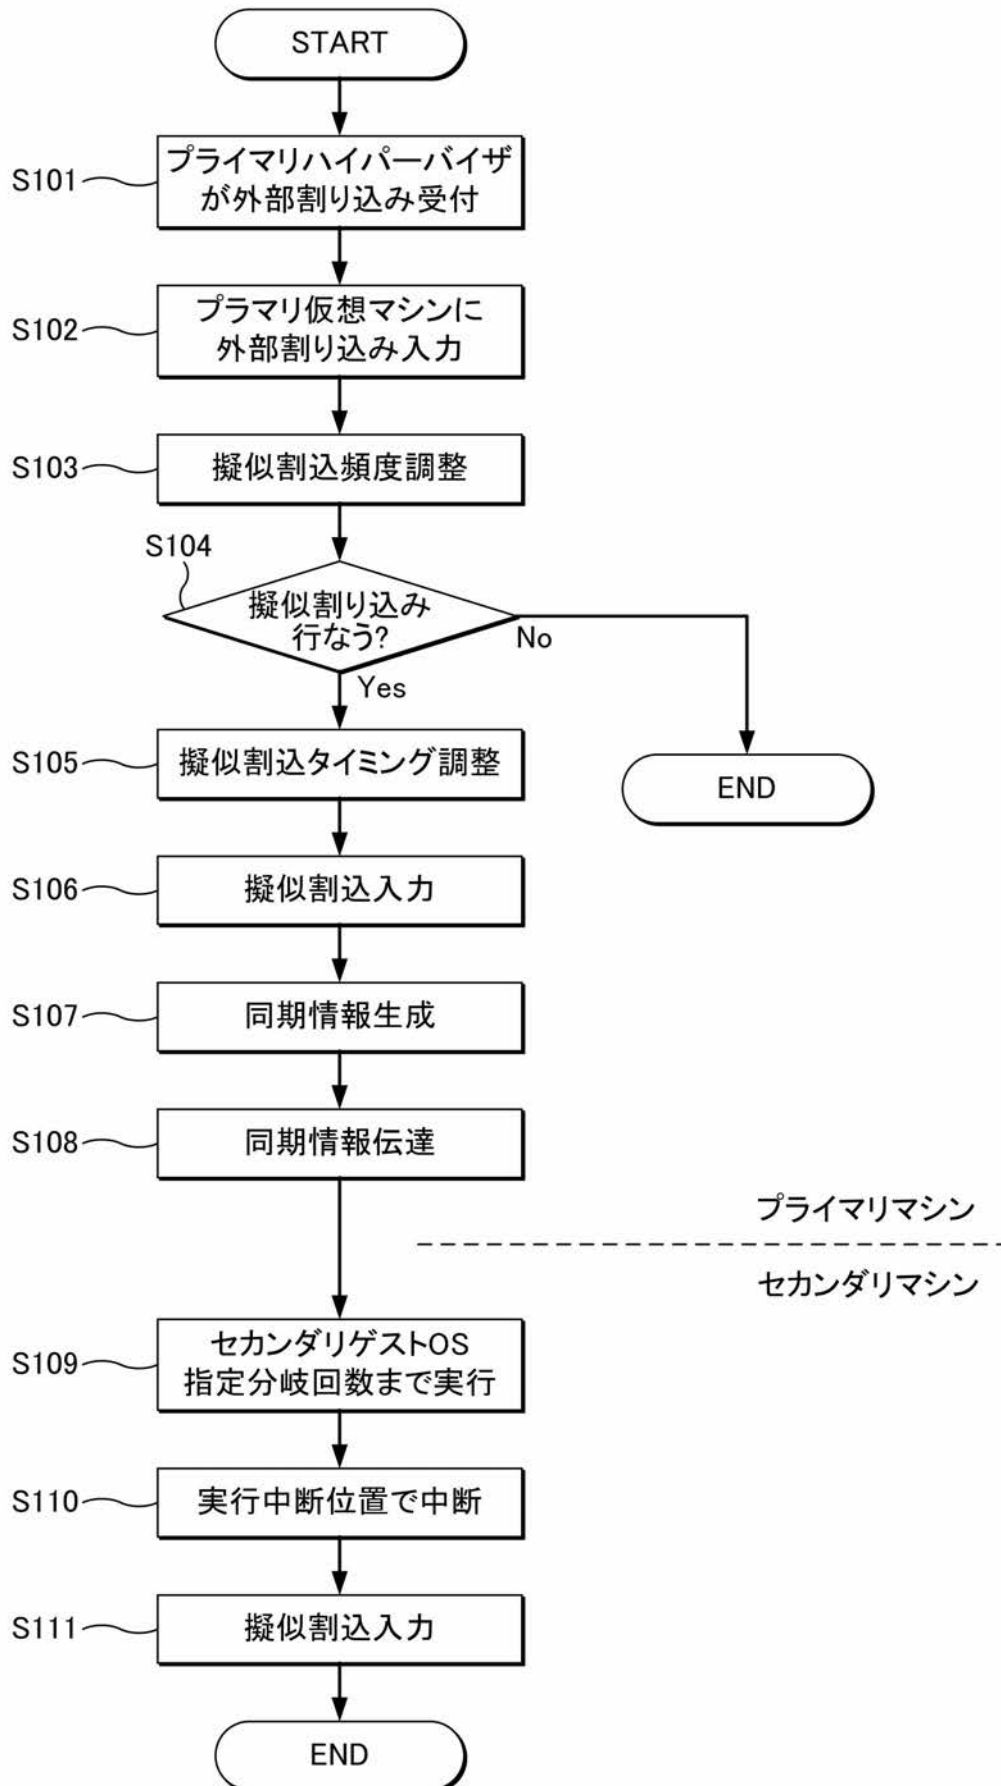 START
S101
プライマリハイパーバイザ
が外部割り込み受付
S102
プラマリ仮想マシンに
外部割り込み入力
S103
擬似割込頻度調整
S104
擬似割り込み
行なう?
No
Yes
S105
擬似割込タイミング調整
END
S106
擬似割込入力
S107
同期情報生成
S108
同期情報伝達
プライマリマシン
セカンダリマシン
S109
セカンダリゲストOS
指定分岐回数まで実行
S110
実行中断位置で中断
S111
擬似割込入力
END